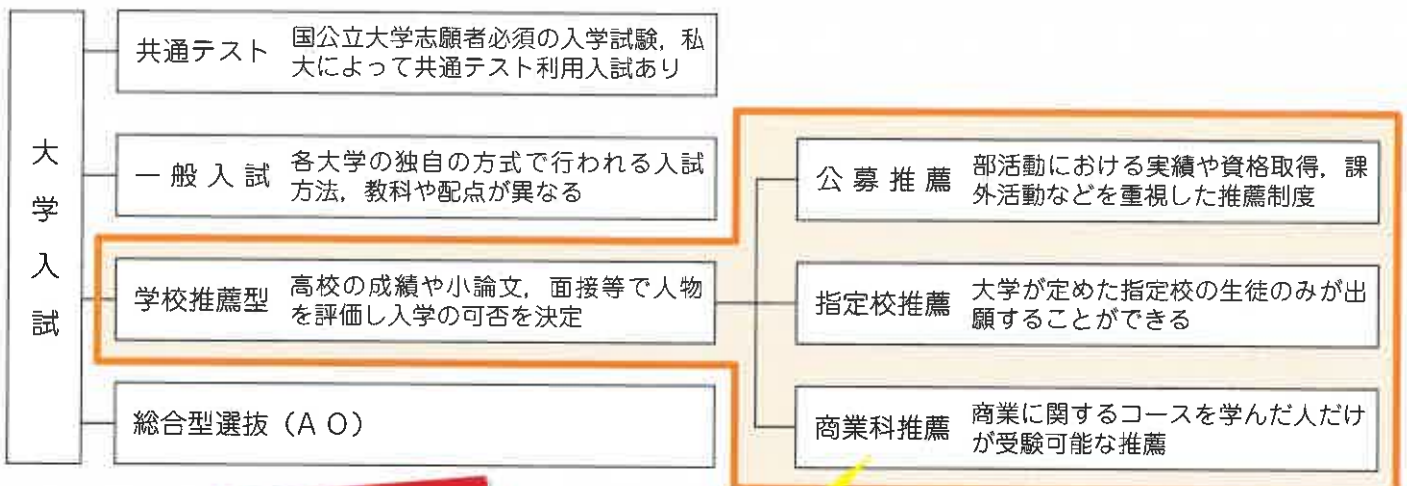 大学入試
共通テスト
国公立大学志願者必須の入学試験，私
大によって共通テスト利用入試あり
一般入試
各大学の独自の方式で行われる入試
方法，教科や配点が異なる
学校推薦型
高校の成績や小論文，面接等で人物
を評価し入学の可否を決定
総合型選抜（ＡＯ）
公募推薦
部活動における実績や資格取得，課
外活動などを重視した推薦制度
指定校推薦
大学が定めた指定校の生徒のみが出
願することができる
商業科推薦
商業に関するコースを学んだ人だけ
が受験可能な推薦